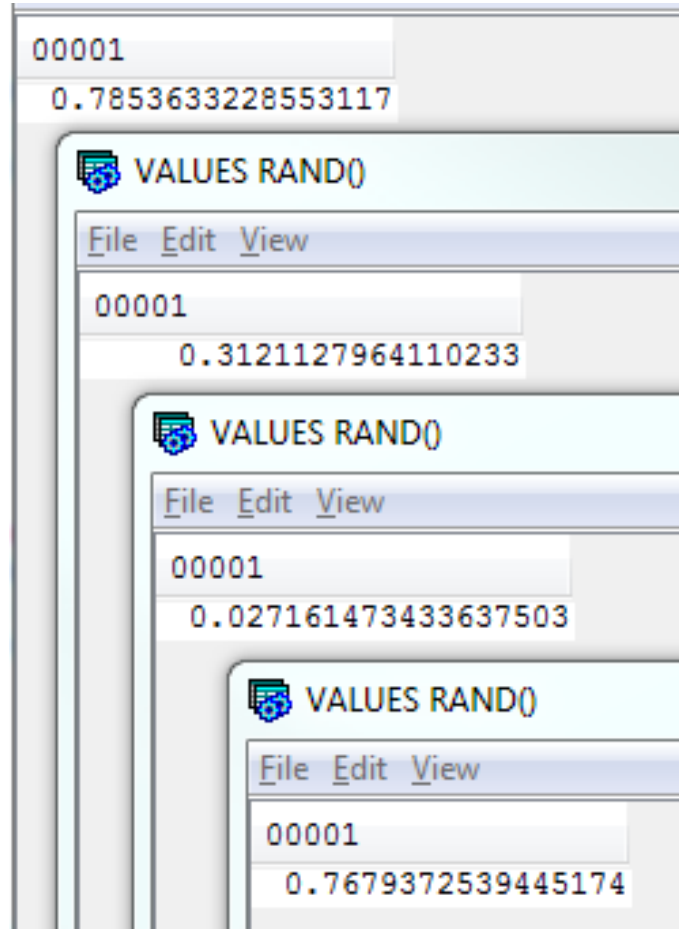 00001
0.7853633228553117
VALUES RAND()
File Edit View
00001
0.3121127964110233
VALUES RAND()
File Edit View
00001
0.027161473433637503
VALUES RAND()
File Edit View
00001
0.7679372539445174